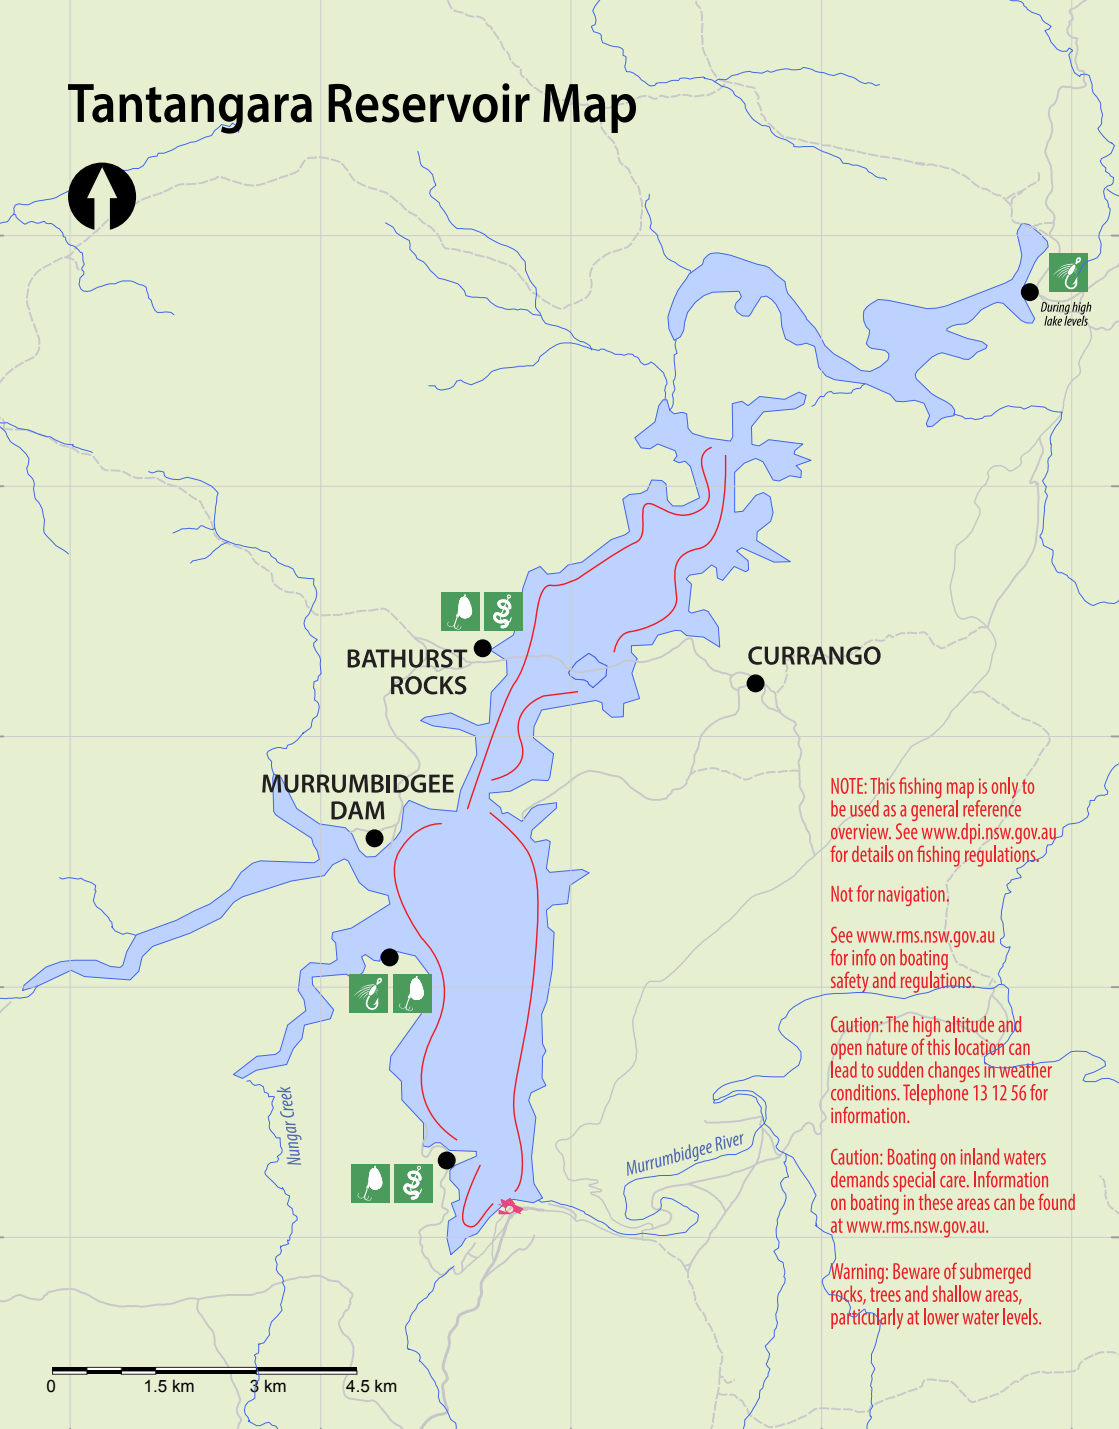 Tantangara Reservoir Map
During high
lake levels
BATHURST
ROCKS
CURRANGO
MURRUMBIDGEE
DAM
NOTE: This fishing map is only to
be used as a general reference
overview. See www.dpi.nsw.gov.au
for details on fishing regulations.
Not for navigation.
See www.rms.nsw.gov.au
for info on boating
safety and regulations.
Caution: The high altitude and
open nature of this location can
lead to sudden changes in weather
conditions. Telephone 13 12 56 for
information.
Nungar Creek
Murrumbidgee River
Caution: Boating on inland waters
demands special care. Information
on boating in these areas can be found
at www.rms.nsw.gov.au.
Warning: Beware of submerged
rocks, trees and shallow areas,
particularly at lower water levels.
0 1.5 km 3 km 4.5 km